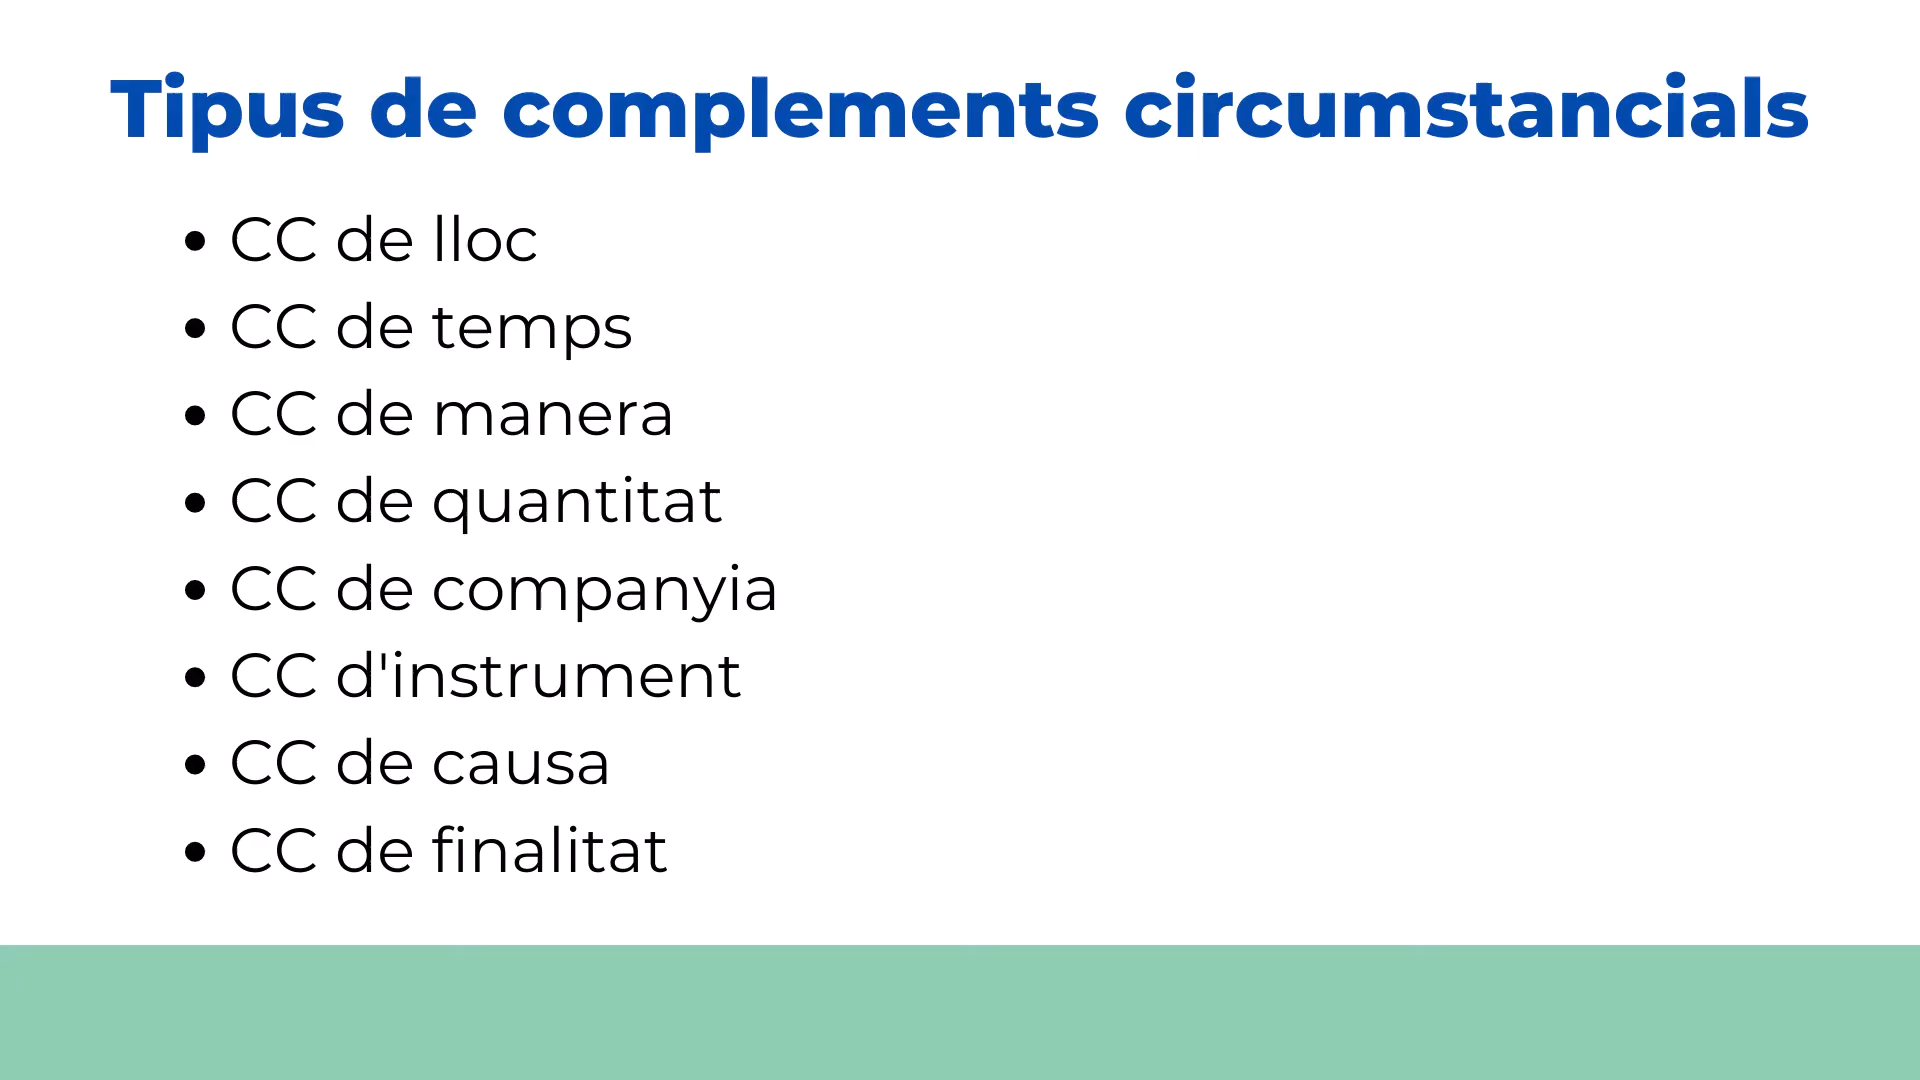 Tipus de complements circumstancials
• CC de lloc
• CC de temps
• CC de manera
• CC de quantitat
• CC de companyia
• CC d'instrument
• CC de causa
• CC de finalitat